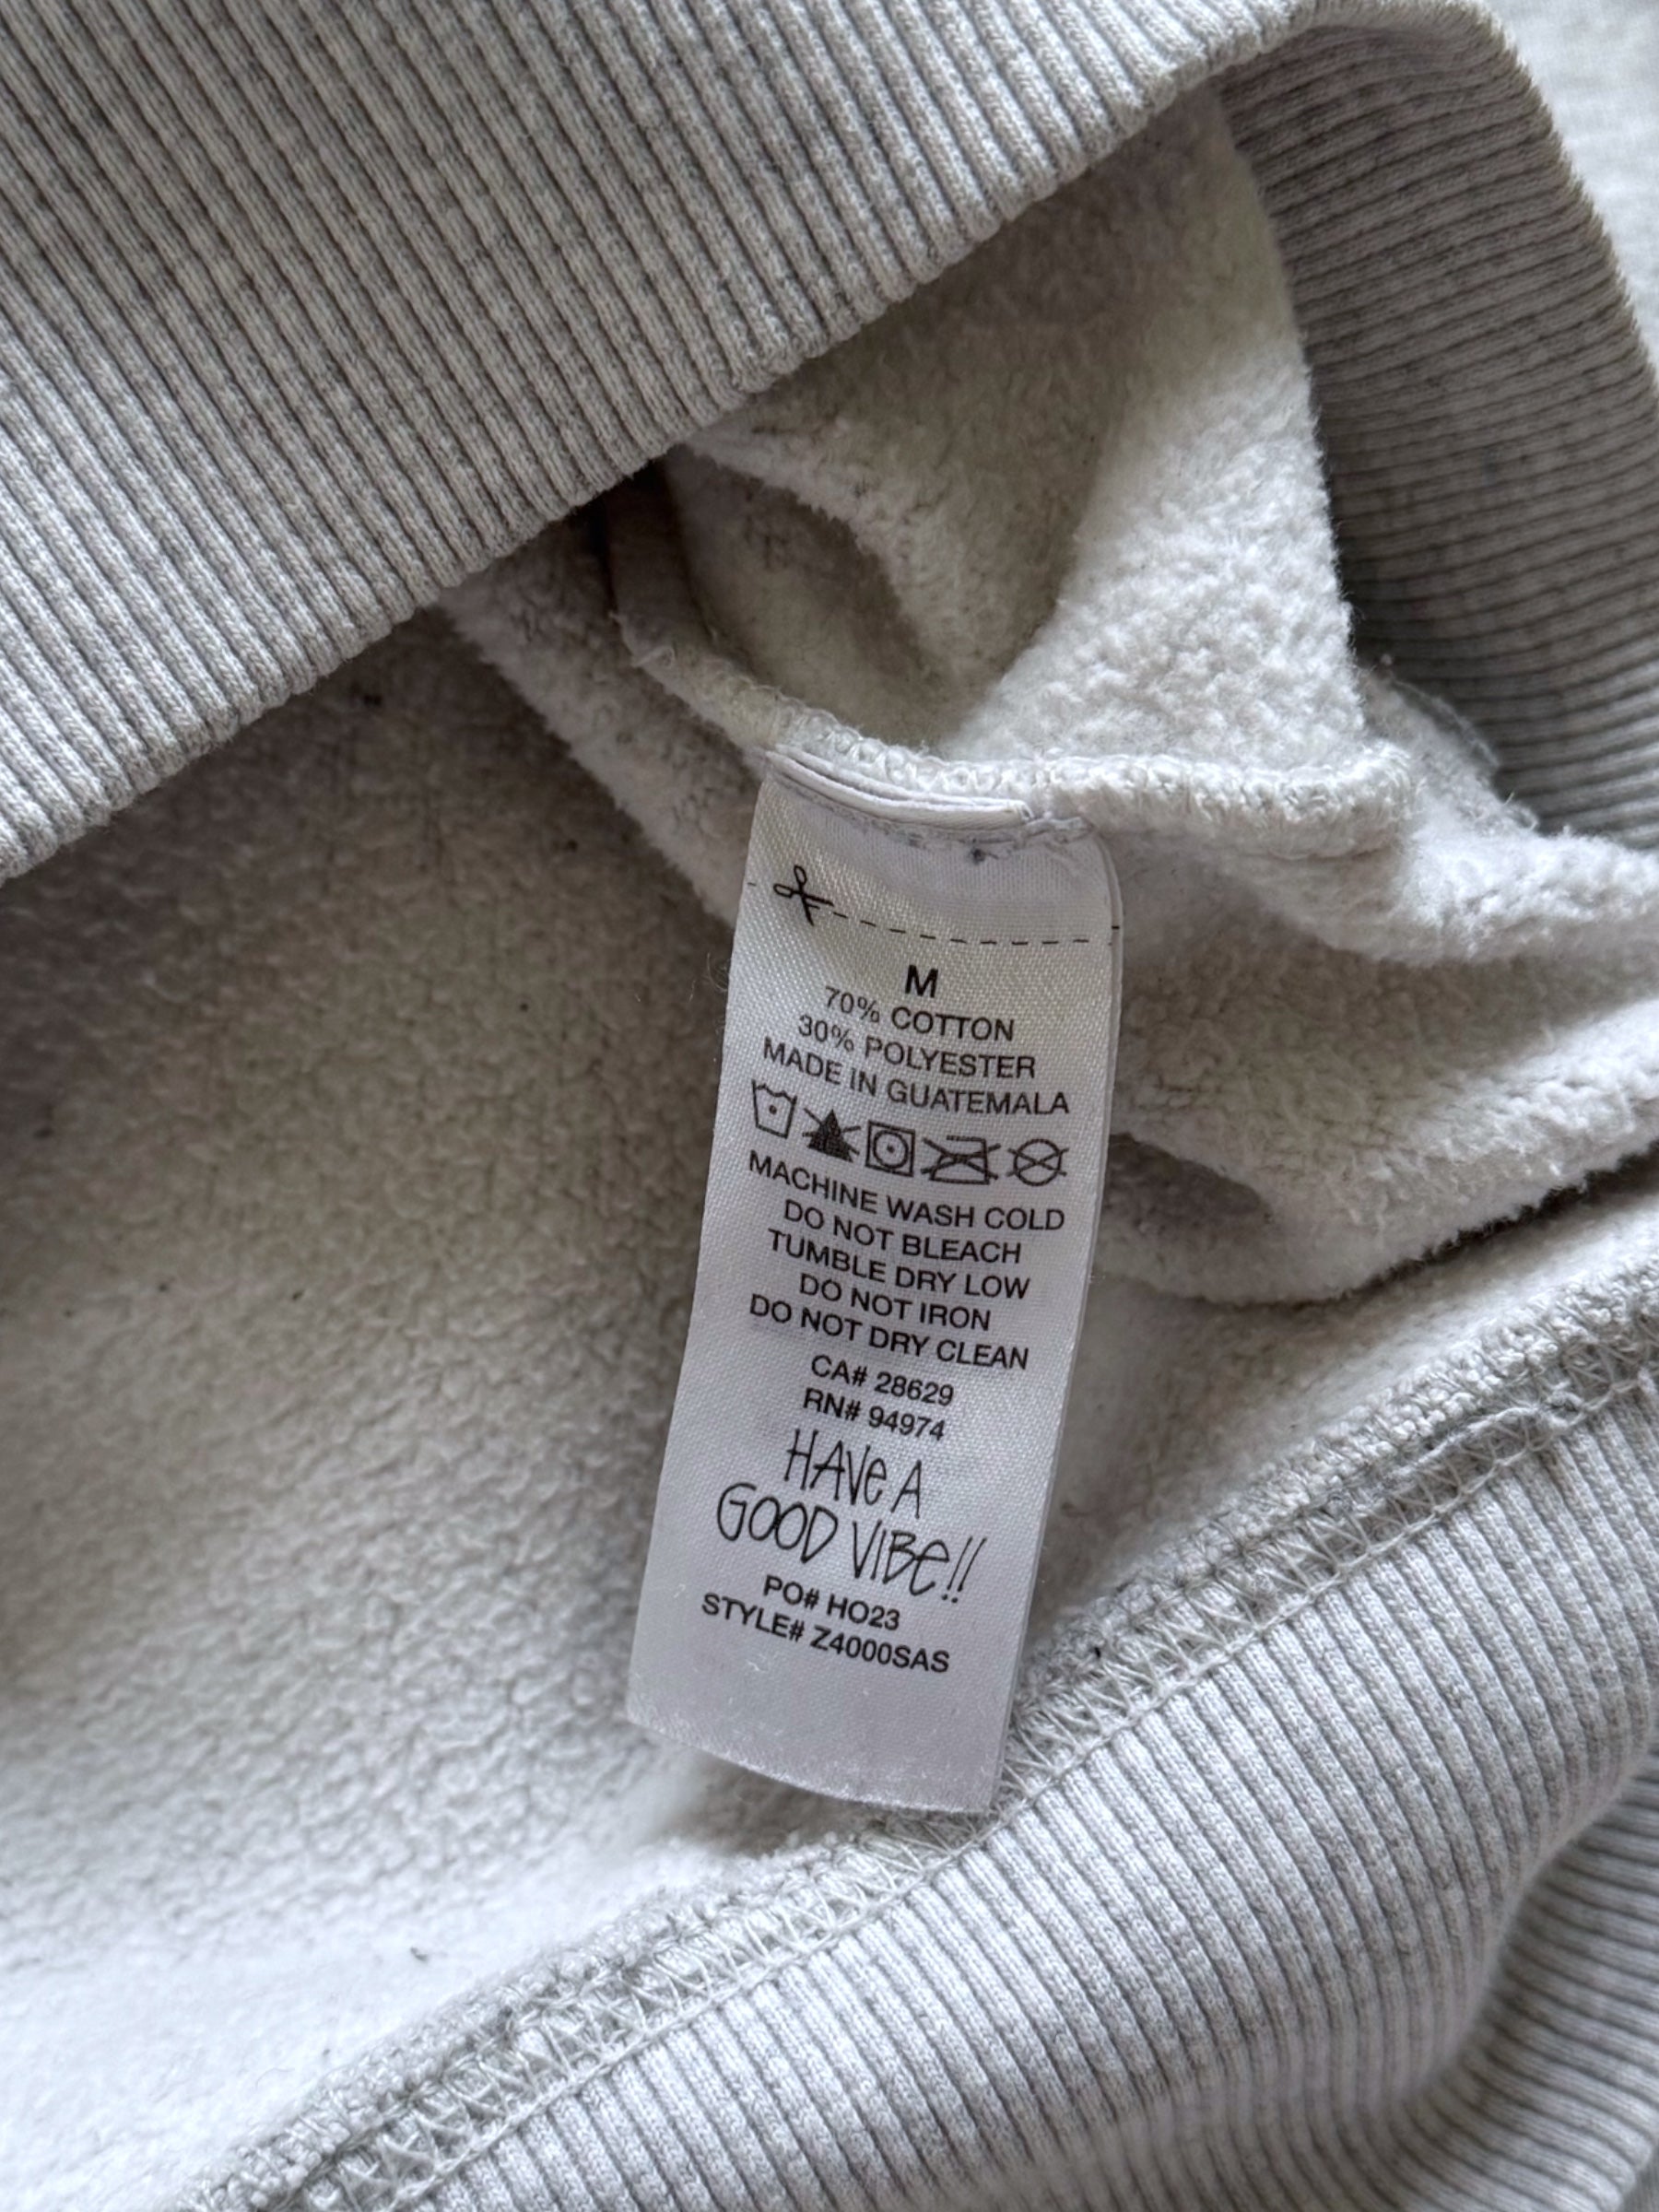 M
70% COTTON
30% POLYESTER
MADE IN GUATEMALA
MACHINE WASH COLD
DO NOT BLEACH
TUMBLE DRY LOW
DO NOT IRON
DO NOT DRY CLEAN
CA# 28629
RN# 94974
HAVe A
GOOD VIBe!!
PO# HO23
STYLE# Z4000SAS